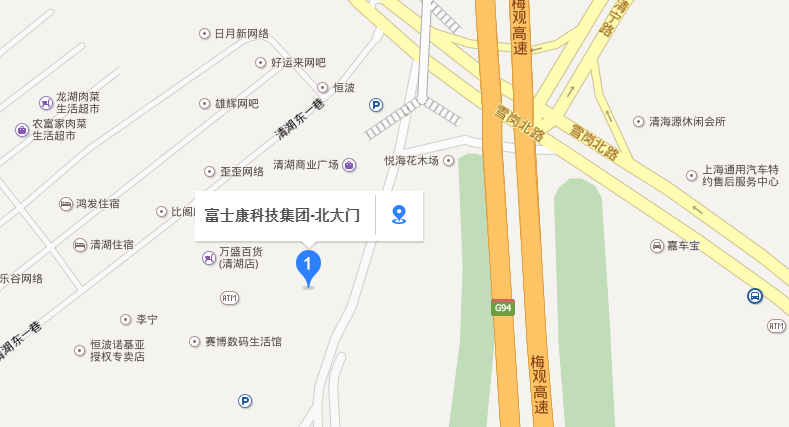 梅观高速
清宁路
日月新网络
好运来网吧
恒波
龙湖肉菜
生活超市
雄辉网吧
P
清湖东一巷
雪岗北路
雪岗北路
清海源休闲会所
农富家肉菜
生活超市
歪歪网络
清湖商业广场
悦海花木场
上海通用汽车特
约售后服务中心
鸿发住宿
比阁
富士康科技集团-北大门
清湖住宿
万盛百货
(清湖店)
1
嘉车宝
乐谷网络
ATM
G94
李宁
ATM
清湖东一巷
恒波诺基亚
授权专卖店
赛博数码生活馆
梅观高速
P